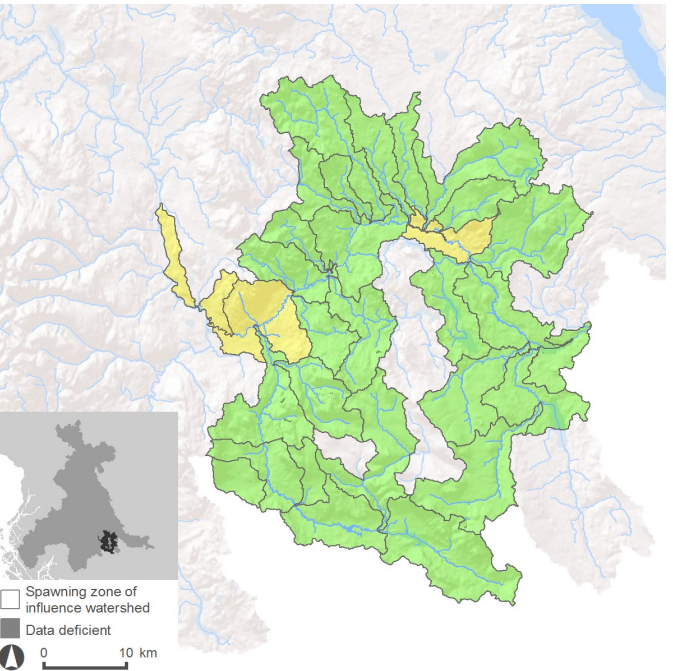 Spawning zone of
influence watershed
Data deficient
0 10 km